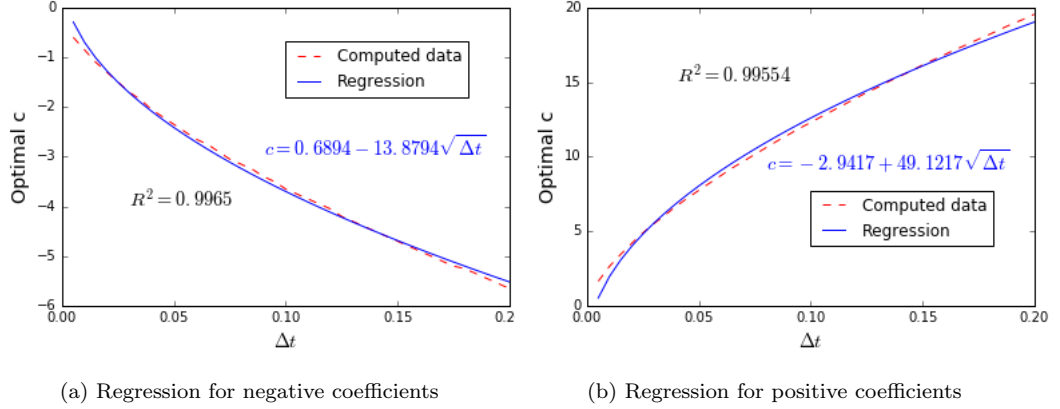 0
−1
−2
−3
−4
−5
−6
Optimal c
0.00
0.05
0.10
0.15
0.2
Δt
Computed data
Regression
c = 0.6894 − 13.8794√Δt
R² = 0.9965
(a) Regression for negative coefficients
20
15
10
5
0
Optimal c
0.00
0.05
0.10
0.15
0.20
Δt
R² = 0.99554
c = − 2.9417 + 49.1217√Δt
Computed data
Regression
(b) Regression for positive coefficients